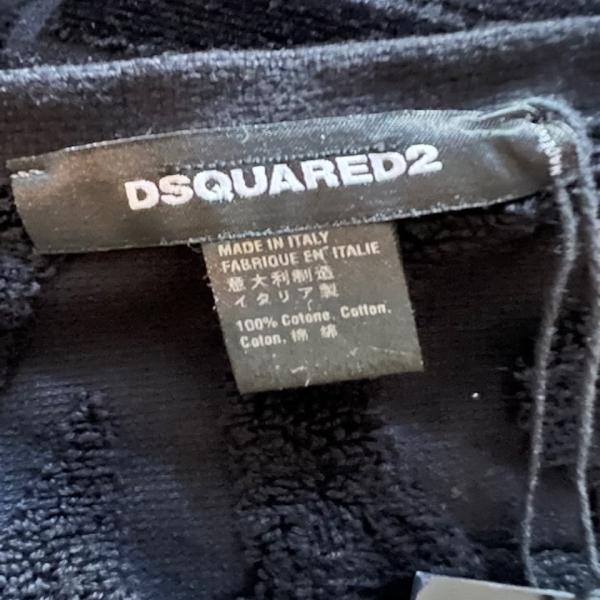 DSQUARED2
MADE IN ITALY
FABRIQUE EN ITALIE
意大利制造
イタリア製
100% Cotone, Cotton,
Coton, 棉 綿